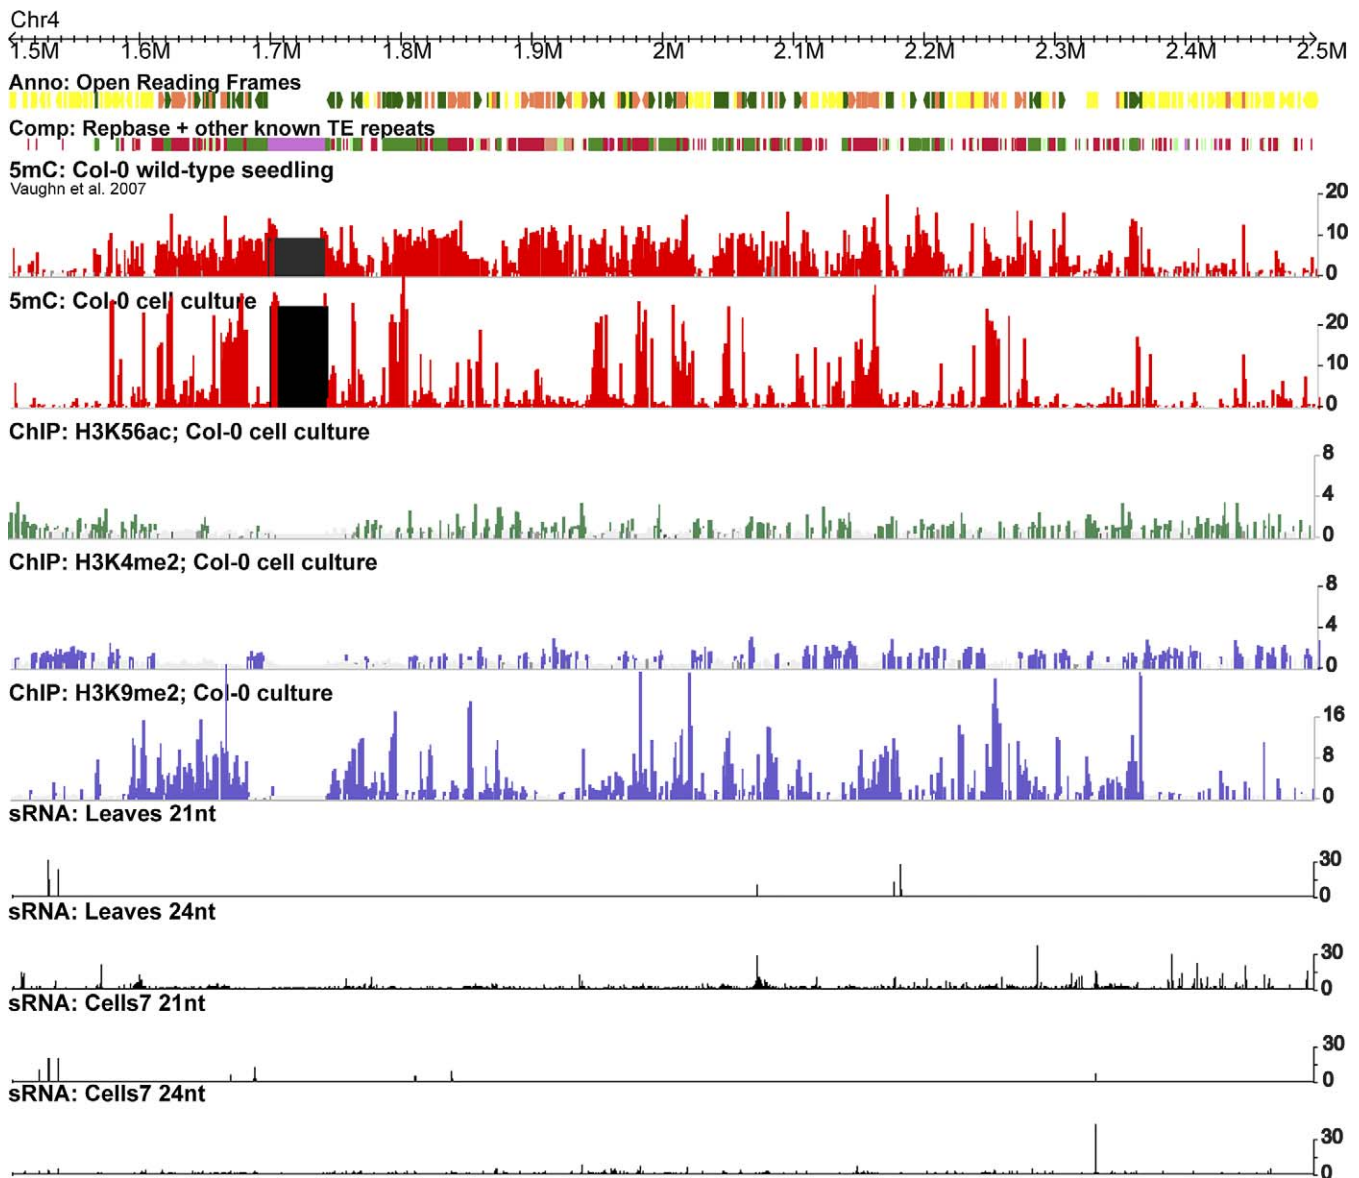 Chr4
1.5M 1.6M 1.7M 1.8M 1.9M 2M 2.1M 2.2M 2.3M 2.4M 2.5M
Anno: Open Reading Frames
Comp: Repbase + other known TE repeats
5mC: Col-0 wild-type seedling
Vaughn et al. 2007
20
10
0
5mC: Col-0 cell culture
20
10
0
ChIP: H3K56ac; Col-0 cell culture
8
4
0
ChIP: H3K4me2; Col-0 cell culture
8
4
0
ChIP: H3K9me2; Col-0 culture
16
8
0
sRNA: Leaves 21nt
30
0
sRNA: Leaves 24nt
30
0
sRNA: Cells7 21nt
30
0
sRNA: Cells7 24nt
30
0